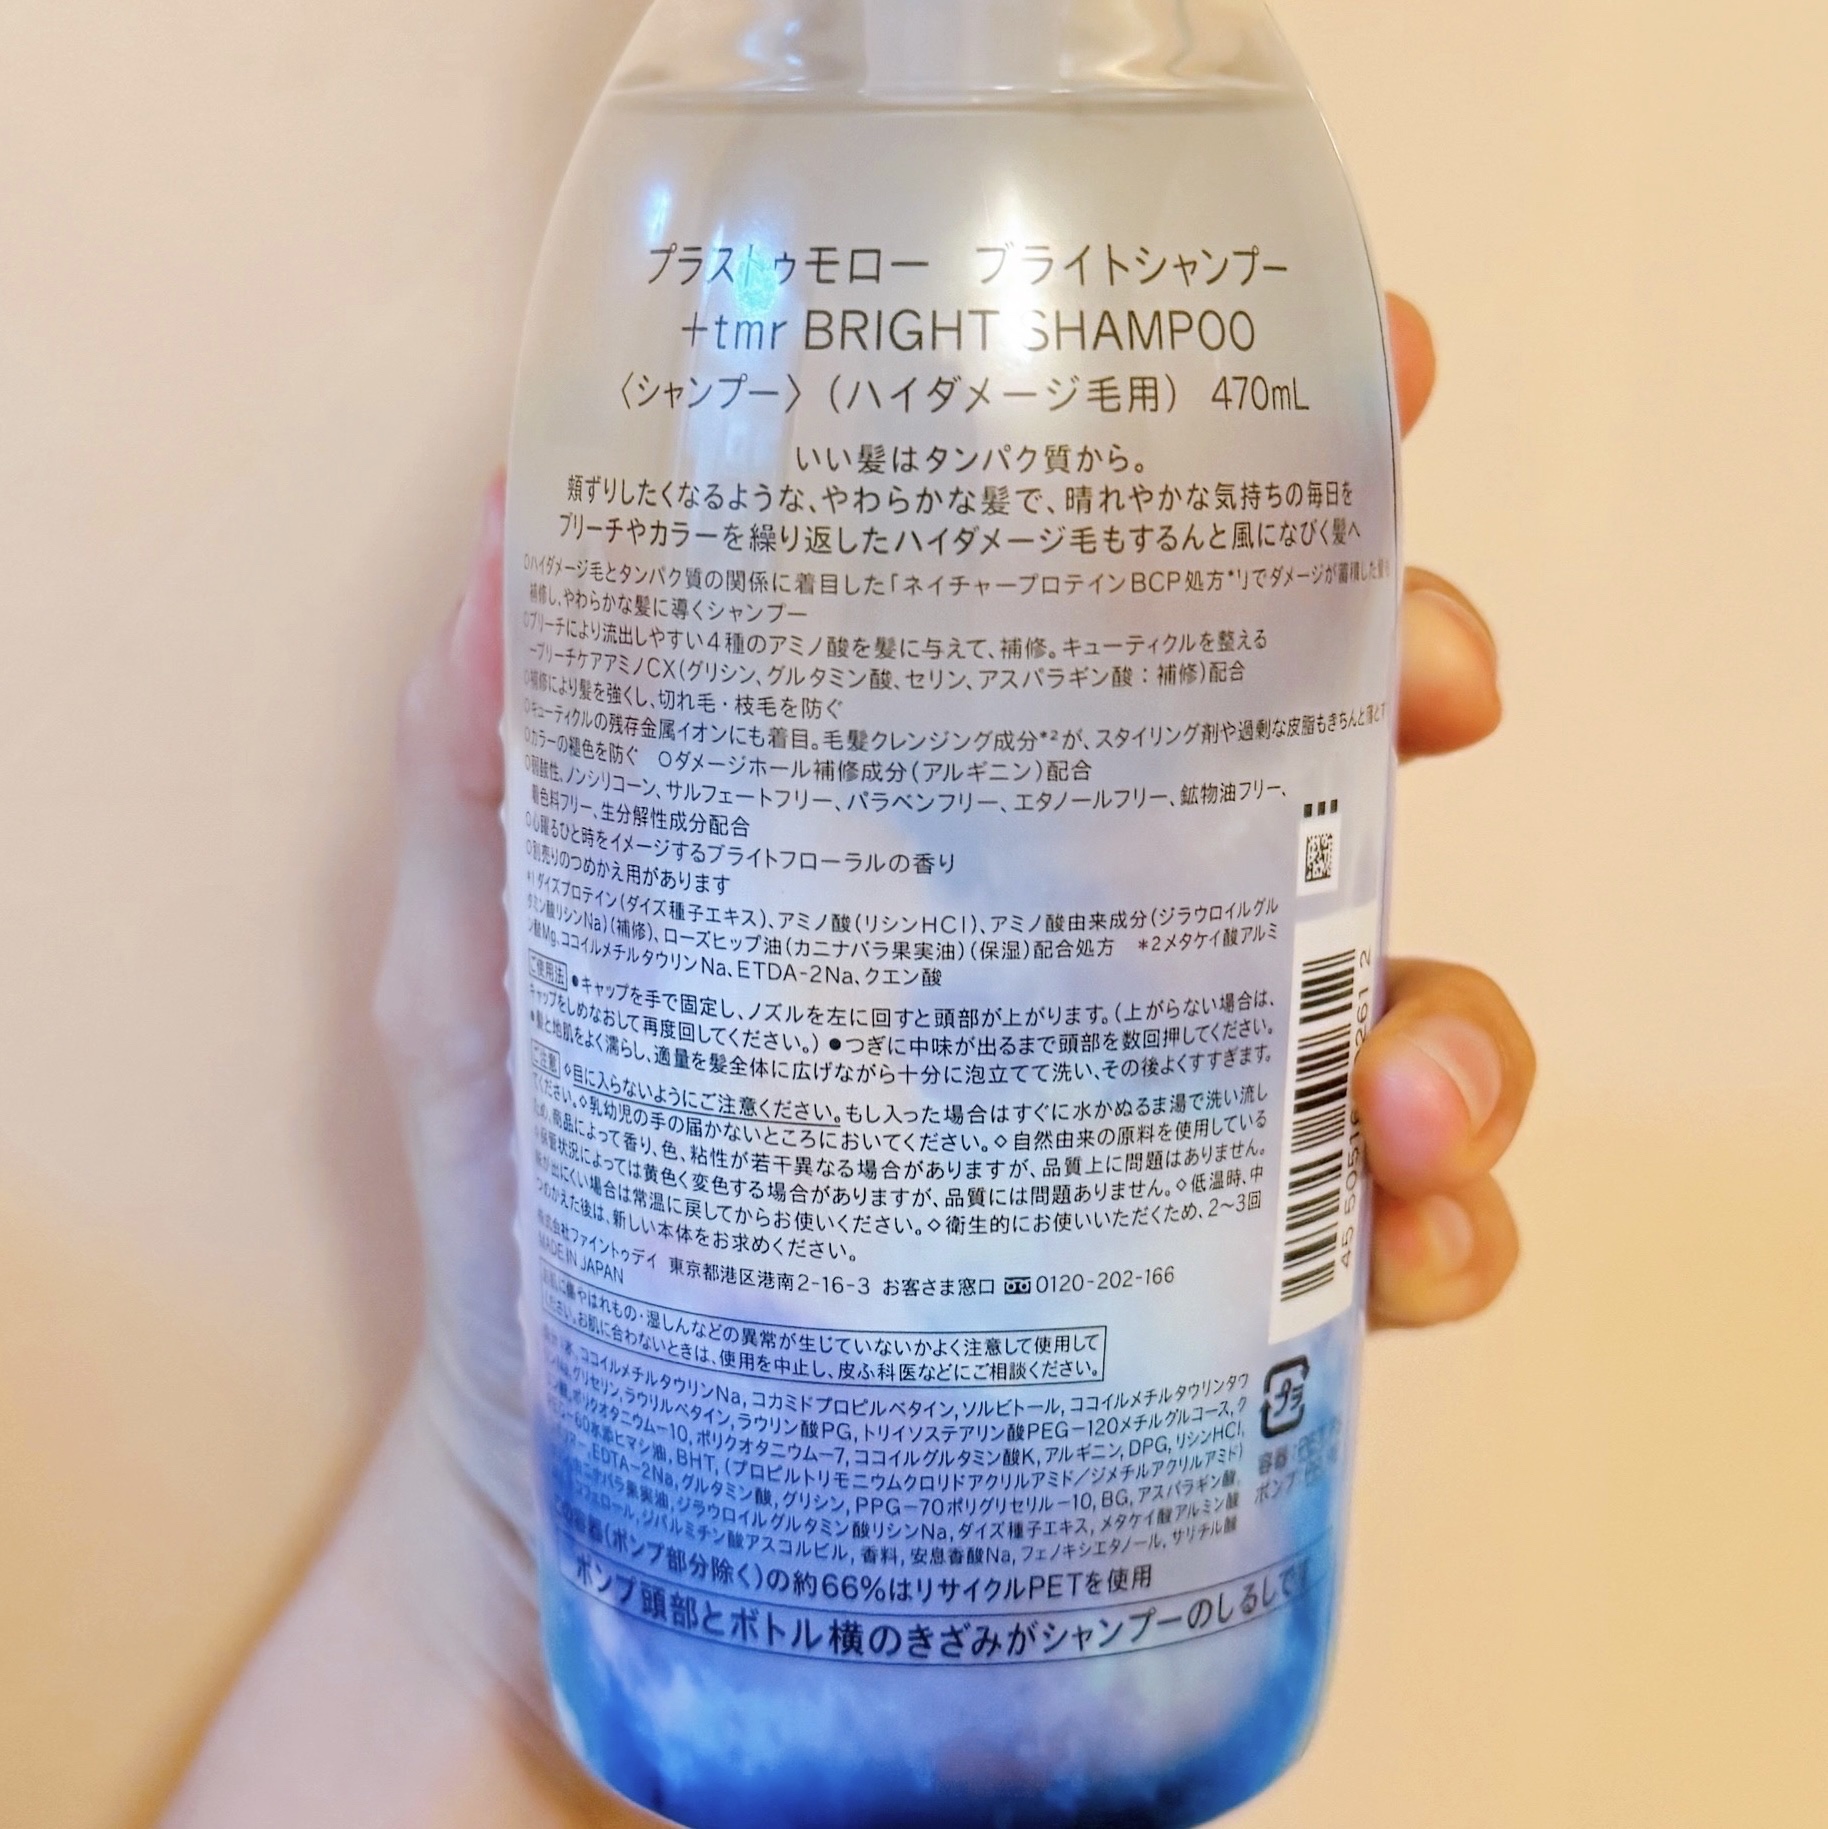 プラストゥモロー ブライトシャンプー
+tmr BRIGHT SHAMPOO
〈シャンプー〉（ハイダメージ毛用） 470mL
いい髪はタンパク質から。
頬ずりしたくなるような、やわらかな髪で、晴れやかな気持ちの毎日を
ブリーチやカラーを繰り返したハイダメージ毛もするんと風になびく髪へ
○ハイダメージ毛とタンパク質の関係に着目した「ネイチャープロテインBCP処方*¹」でダメージが蓄積した髪を
補修し、やわらかな髪に導くシャンプー
○ブリーチにより流出しやすい4種のアミノ酸を髪に与えて、補修。キューティクルを整える
ーブリーチケアアミノCX(グリシン、グルタミン酸、セリン、アスパラギン酸：補修)配合
○補修により髪を強くし、切れ毛・枝毛を防ぐ
○キューティクルの残存金属イオンにも着目。毛髪クレンジング成分*²が、スタイリング剤や過剰な皮脂もきちんと落とす
○カラーの褪色を防ぐ ○ダメージホール補修成分(アルギニン)配合
○弱酸性、ノンシリコーン、サルフェートフリー、パラベンフリー、エタノールフリー、鉱物油フリー、
着色料フリー、生分解性成分配合
○心躍るひと時をイメージするブライトフローラルの香り
○別売りのつめかえ用があります
*1ダイズプロテイン(ダイズ種子エキス)、アミノ酸(リシンHCl)、アミノ酸由来成分(ジラウロイルグル
タミン酸リシンNa)(補修)、ローズヒップ油(カニナバラ果実油)(保湿)配合処方 *2メタケイ酸アルミ
ン酸Mg、ココイルメチルタウリンNa、ETDA-2Na、クエン酸
ご使用法 ●キャップを手で固定し、ノズルを左に回すと頭部が上がります。(上がらない場合は、
キャップをしめなおして再度回してください。) ●つぎに中味が出るまで頭部を数回押してください。
●髪と地肌をよく濡らし、適量を髪全体に広げながら十分に泡立てて洗い、その後よくすすぎます。
ご注意 ◇目に入らないようにご注意ください。もし入った場合はすぐに水かぬるま湯で洗い流し
てください。◇乳幼児の手の届かないところにおいてください。◇自然由来の原料を使用している
ため、商品によって香り、色、粘性が若干異なる場合がありますが、品質上に問題はありません。
◇保管状況によっては黄色く変色する場合がありますが、品質には問題ありません。◇低温時、中
味が出にくい場合は常温に戻してからお使いください。◇衛生的にお使いいただくため、2〜3回
つめかえた後は、新しい本体をお求めください。
株式会社ファイントゥデイ 東京都港区港南2-16-3 お客さま窓口 0120-202-166
MADE IN JAPAN
お肌に傷やはれもの・湿しんなどの異常が生じていないかよく注意して使用して
ください。お肌に合わないときは、使用を中止し、皮ふ科医などにご相談ください。
水, ココイルメチルタウリンNa, コカミドプロピルベタイン, ソルビトール, ココイルメチルタウリンタウ
リンNa, グリセリン, ラウリルベタイン, ラウリン酸PG, トリイソステアリン酸PEG-120メチルグルコース, ク
エン酸, ポリクオタニウム-10, ポリクオタニウム-7, ココイルグルタミン酸K, アルギニン, DPG, リシンHCl,
PEG-60水添ヒマシ油, BHT, (プロピルトリモニウムクロリドアクリルアミド／ジメチルアクリルアミド)
EDTA-2Na, グルタミン酸, グリシン, PPG-70ポリグリセリル-10, BG, アスパラギン酸,
カニナバラ果実油, ジラウロイルグルタミン酸リシンNa, ダイズ種子エキス, メタケイ酸アルミン酸
トコフェロール, ジパルミチン酸アスコルビル, 香料, 安息香酸Na, フェノキシエタノール, サリチル酸
この容器(ポンプ部分除く)の約66%はリサイクルPETを使用
ポンプ頭部とボトル横のきざみがシャンプーのしるしです
プラ
容器:
ポンプ: